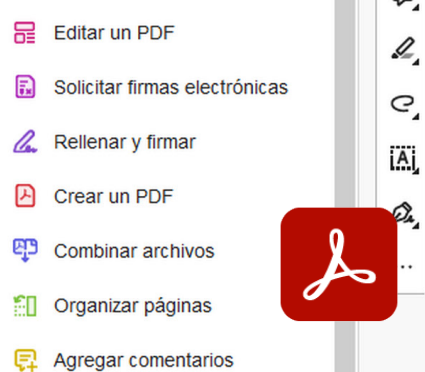 Editar un PDF
Solicitar firmas electrónicas
Rellenar y firmar
Crear un PDF
Combinar archivos
Organizar páginas
Agregar comentarios
A